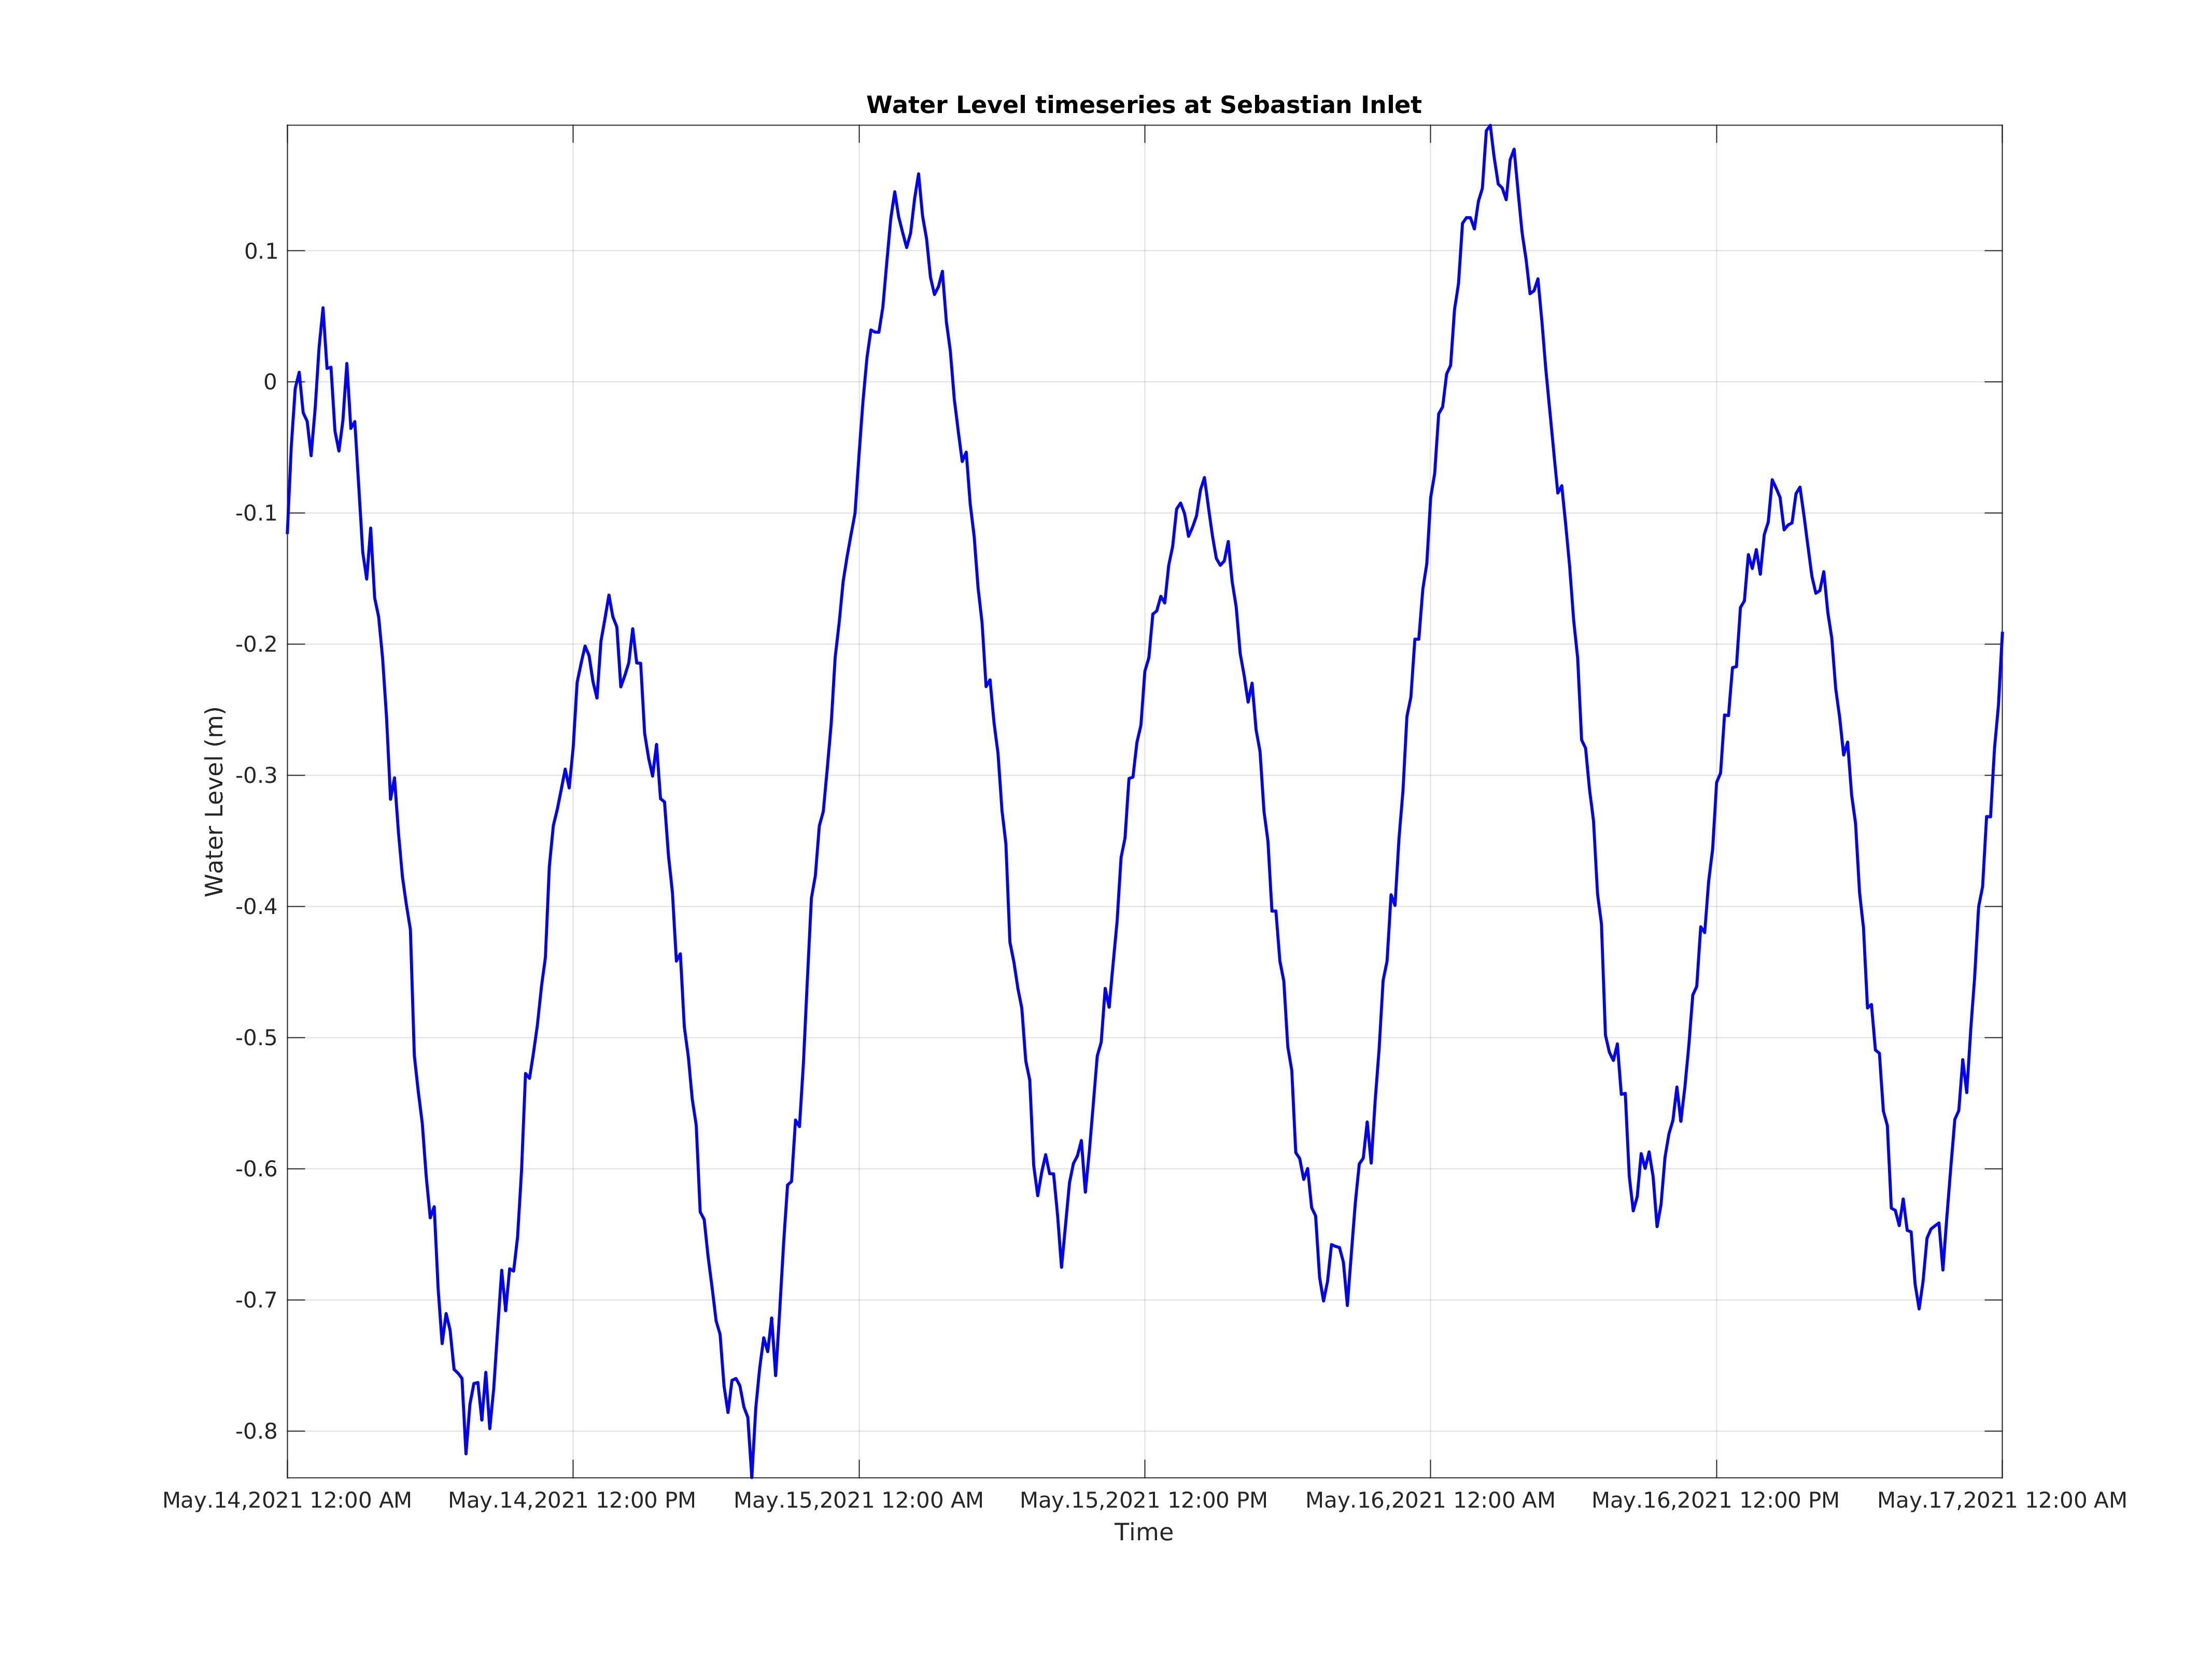 Water Level timeseries at Sebastian Inlet
0.1
0
-0.1
-0.2
-0.3
-0.4
-0.5
-0.6
-0.7
-0.8
Water Level (m)
May.14,2021 12:00 AM May.14,2021 12:00 PM May.15,2021 12:00 AM May.15,2021 12:00 PM May.16,2021 12:00 AM May.16,2021 12:00 PM May.17,2021 12:00 AM
Time